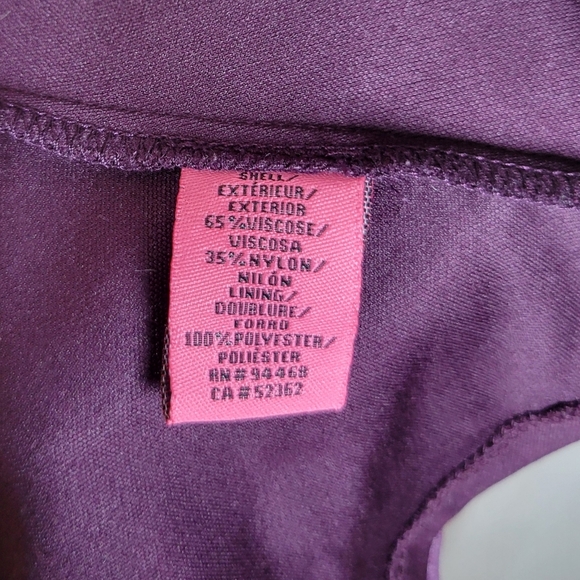 SHELL/
EXTÉRIEUR/
EXTERIOR
65%VISCOSE/
VISCOSA
35%NYLON/
NILÓN
LINING/
DOUBLURE/
FORRO
100%POLYESTER/
POLIÉSTER
RN#94468
CA#52362